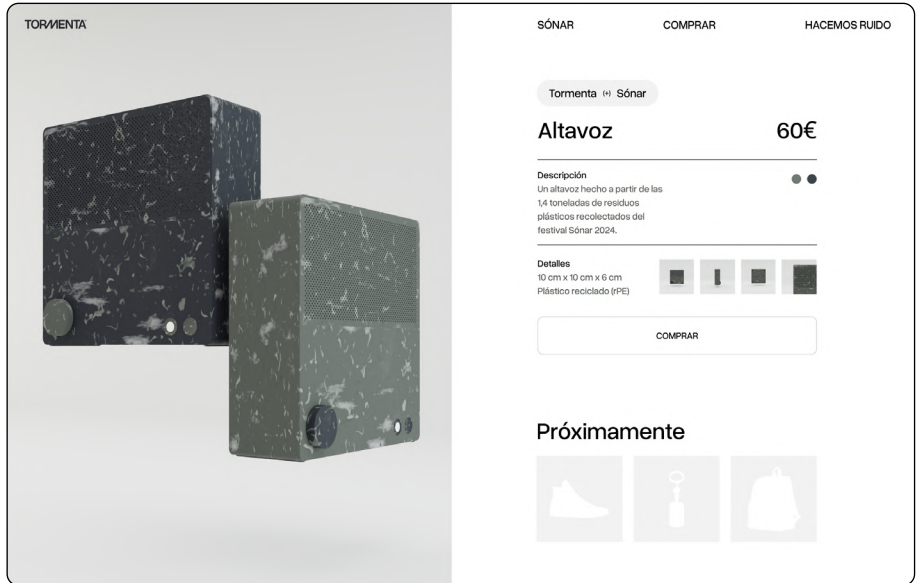 TORMENTA
SÓNAR
COMPRAR
HACEMOS RUIDO
Tormenta (+) Sónar
Altavoz
60€
Descripción
Un altavoz hecho a partir de las
1,4 toneladas de residuos
plásticos recolectados del
festival Sónar 2024.
Detalles
10 cm x 10 cm x 6 cm
Plástico reciclado (rPE)
COMPRAR
Próximamente